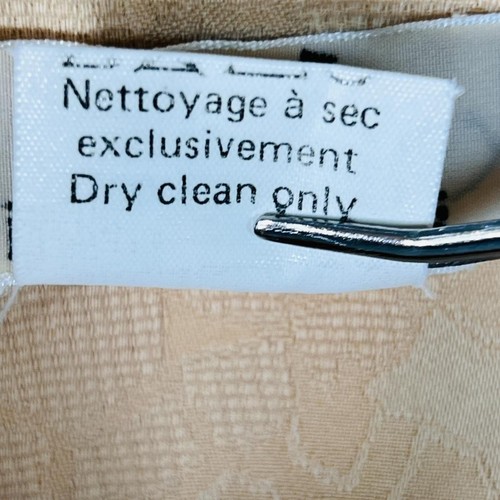 Nettoyage à sec
exclusivement
Dry clean only